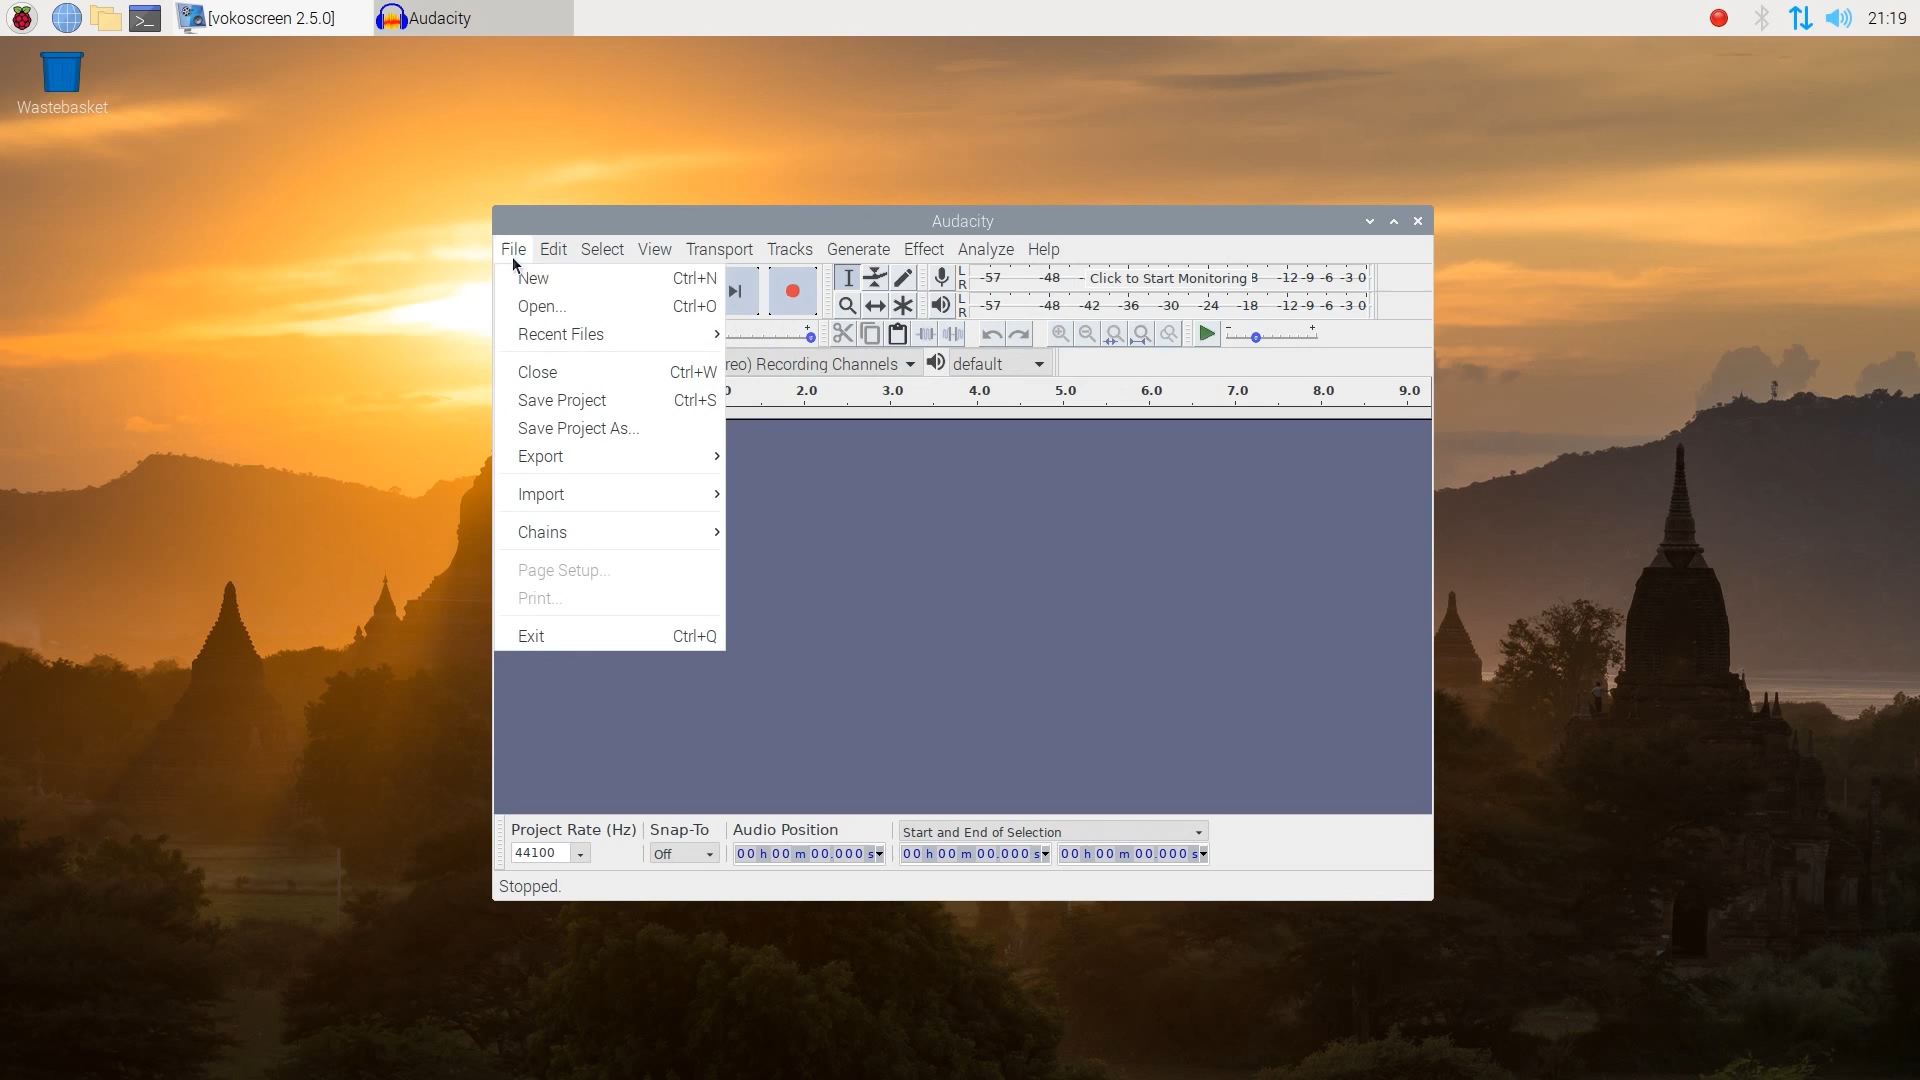 [vokoscreen 2.5.0] Audacity 21:19
Wastebasket
Audacity
File Edit Select View Transport Tracks Generate Effect Analyze Help
New Ctrl+N
Open... Ctrl+O
Recent Files
Close Ctrl+W
Save Project Ctrl+S
Save Project As...
Export
Import
Chains
Page Setup...
Print...
Exit Ctrl+Q
L -57 -48 - Click to Start Monitoring 8 -12 -9 -6 -3 0
R
L -57 -48 -42 -36 -30 -24 -18 -12 -9 -6 -3 0
R
- +
reo) Recording Channels default
2.0 3.0 4.0 5.0 6.0 7.0 8.0 9.0
Project Rate (Hz) Snap-To Audio Position Start and End of Selection
44100 Off 00 h 00 m 00.000 s 00 h 00 m 00.000 s 00 h 00 m 00.000 s
Stopped.